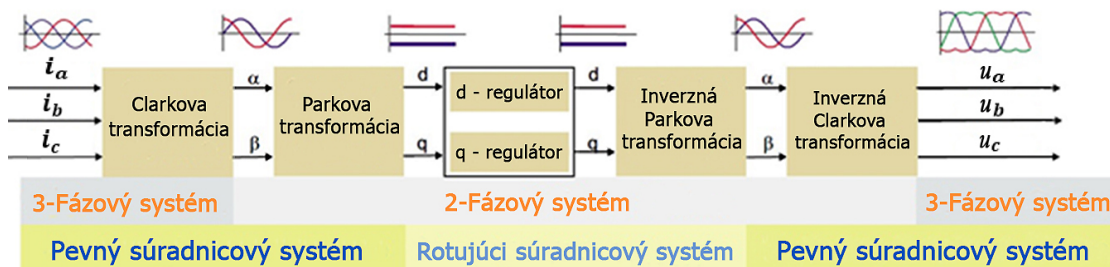 i_a
i_b
i_c
Clarkova
transformácia
α
β
Parkova
transformácia
d
q
d - regulátor
q - regulátor
d
q
Inverzná
Parkova
transformácia
α
β
Inverzná
Clarkova
transformácia
u_a
u_b
u_c
3-Fázový systém
2-Fázový systém
3-Fázový systém
Pevný súradnicový systém
Rotujúci súradnicový systém
Pevný súradnicový systém